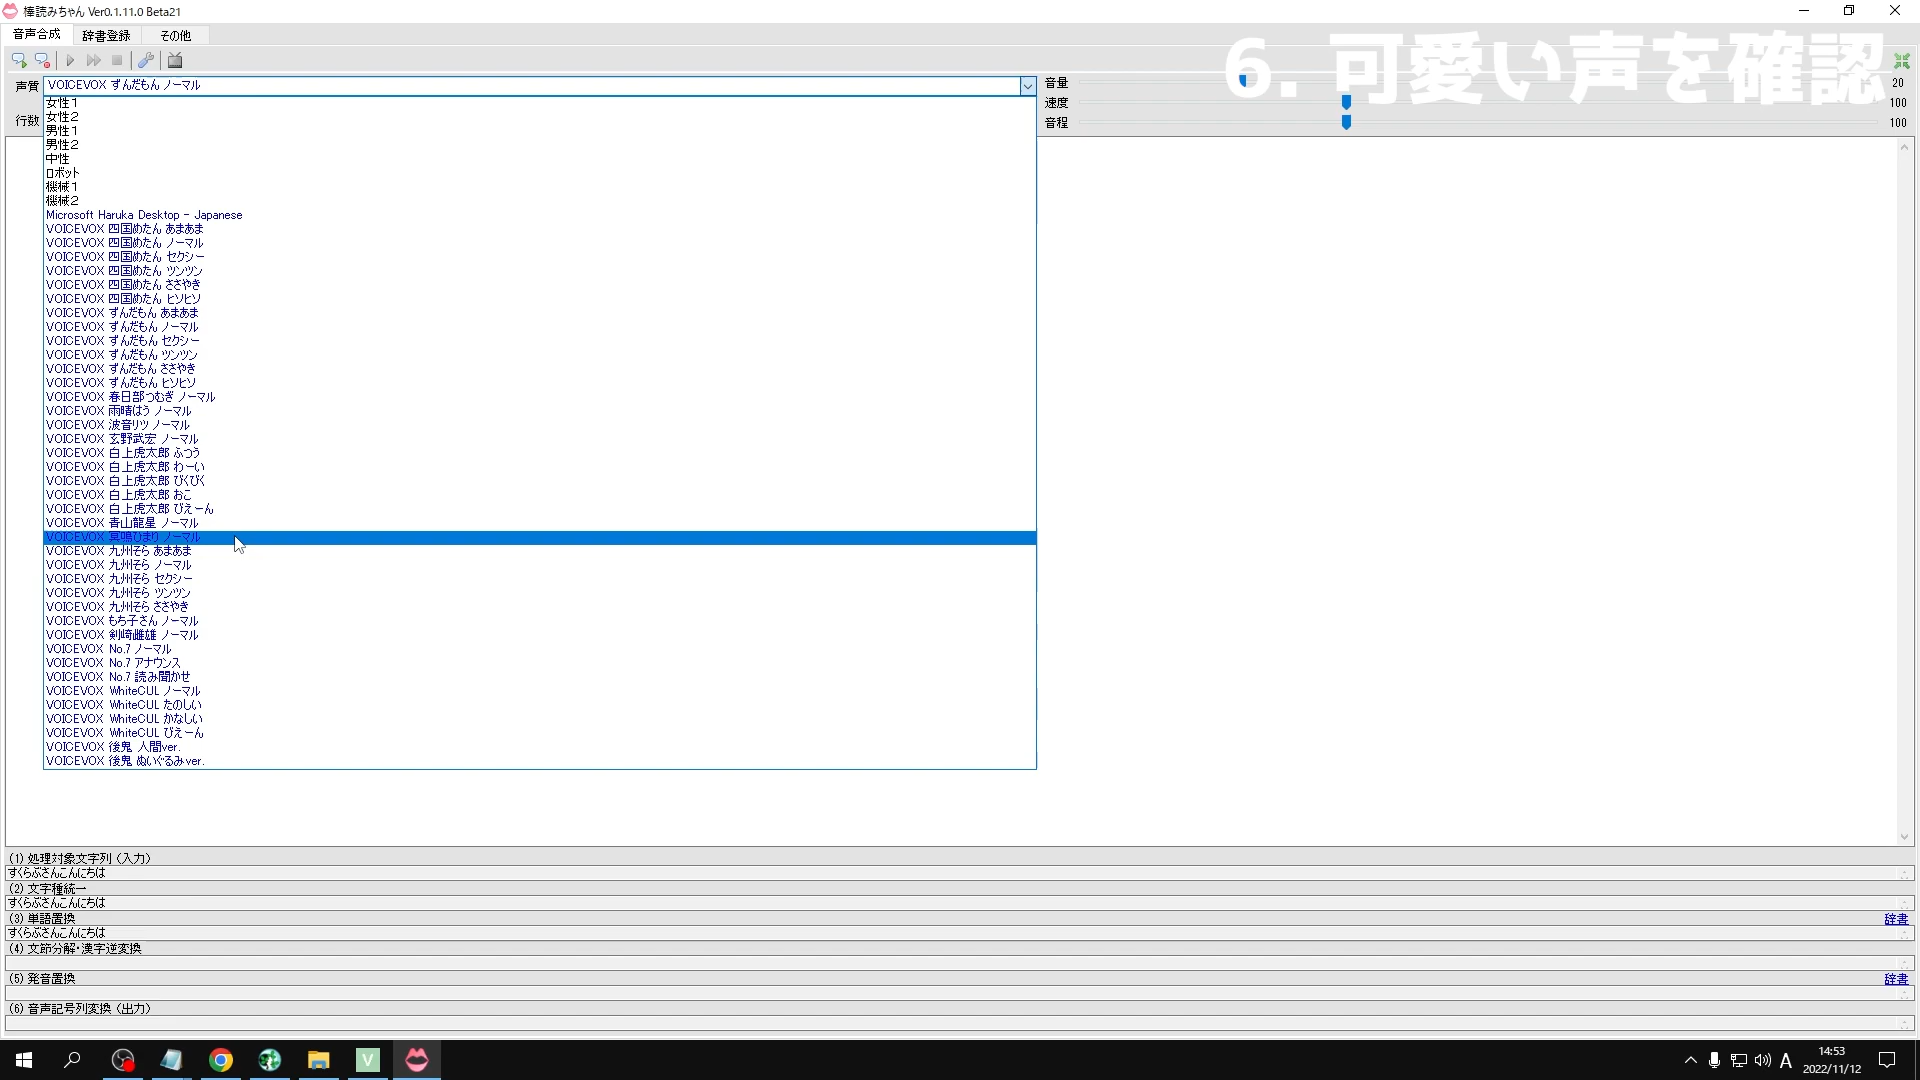 棒読みちゃん Ver0.1.11.0 Beta21
音声合成 辞書登録 その他
6. 可愛い声を確認
声質 VOICEVOX ずんだもん ノーマル
音量 20
速度 100
行数
音程 100
女性1
女性2
男性1
男性2
中性
ロボット
機械1
機械2
Microsoft Haruka Desktop - Japanese
VOICEVOX 四国めたん あまあま
VOICEVOX 四国めたん ノーマル
VOICEVOX 四国めたん セクシー
VOICEVOX 四国めたん ツンツン
VOICEVOX 四国めたん ささやき
VOICEVOX 四国めたん ヒソヒソ
VOICEVOX ずんだもん あまあま
VOICEVOX ずんだもん ノーマル
VOICEVOX ずんだもん セクシー
VOICEVOX ずんだもん ツンツン
VOICEVOX ずんだもん ささやき
VOICEVOX ずんだもん ヒソヒソ
VOICEVOX 春日部つむぎ ノーマル
VOICEVOX 雨晴はう ノーマル
VOICEVOX 波音リツ ノーマル
VOICEVOX 玄野武宏 ノーマル
VOICEVOX 白上虎太郎 ふつう
VOICEVOX 白上虎太郎 わーい
VOICEVOX 白上虎太郎 びくびく
VOICEVOX 白上虎太郎 おこ
VOICEVOX 白上虎太郎 びえーん
VOICEVOX 青山龍星 ノーマル
VOICEVOX 冥鳴ひまり ノーマル
VOICEVOX 九州そら あまあま
VOICEVOX 九州そら ノーマル
VOICEVOX 九州そら セクシー
VOICEVOX 九州そら ツンツン
VOICEVOX 九州そら ささやき
VOICEVOX もち子さん ノーマル
VOICEVOX 剣崎雌雄 ノーマル
VOICEVOX No.7 ノーマル
VOICEVOX No.7 アナウンス
VOICEVOX No.7 読み聞かせ
VOICEVOX WhiteCUL ノーマル
VOICEVOX WhiteCUL たのしい
VOICEVOX WhiteCUL かなしい
VOICEVOX WhiteCUL びえーん
VOICEVOX 後鬼 人間ver.
VOICEVOX 後鬼 ぬいぐるみver.
(1) 処理対象文字列 (入力)
すくらぶさんこんにちは
(2) 文字種統一
すくらぶさんこんにちは
(3) 単語置換 辞書
すくらぶさんこんにちは
(4) 文節分解・漢字逆変換
(5) 発音置換 辞書
(6) 音声記号列変換 (出力)
V
A
14:53
2022/11/12